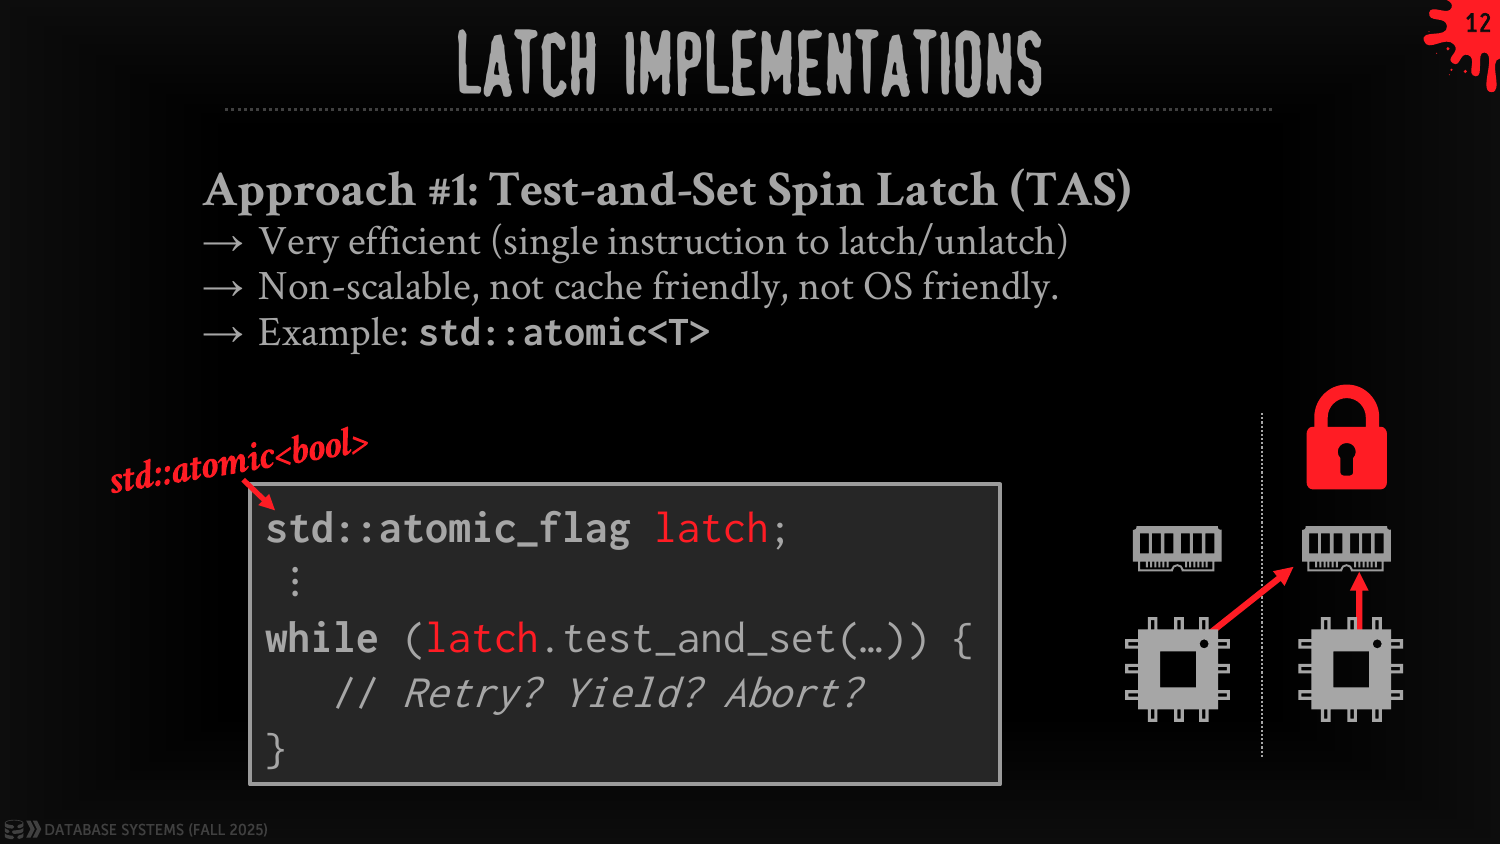 12
LATCH IMPLEMENTATIONS
Approach #1: Test-and-Set Spin Latch (TAS)
→ Very efficient (single instruction to latch/unlatch)
→ Non-scalable, not cache friendly, not OS friendly.
→ Example: std::atomic<T>
std::atomic<bool>
std::atomic_flag latch;
⋮
while (latch.test_and_set(…)) {
// Retry? Yield? Abort?
}
DATABASE SYSTEMS (FALL 2025)